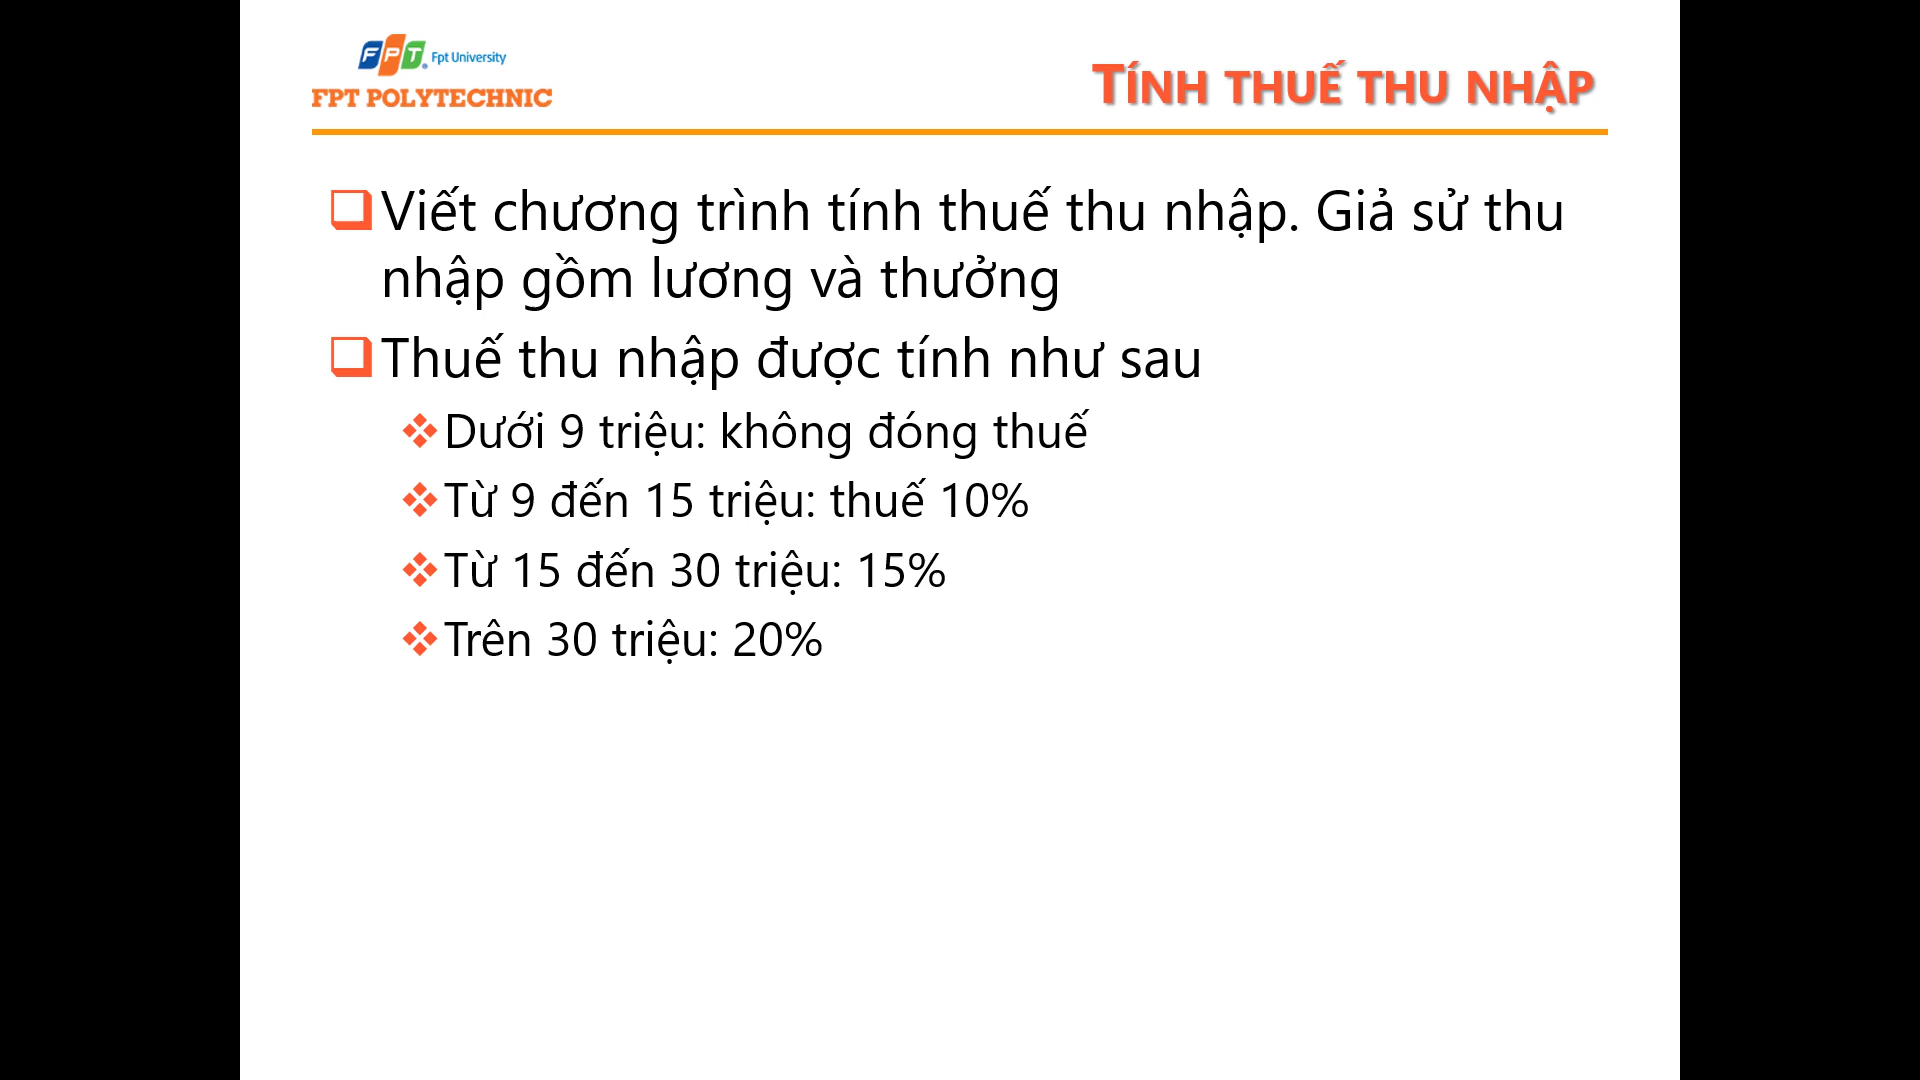 FPT. Fpt University
FPT POLYTECHNIC
TÍNH THUẾ THU NHẬP
Viết chương trình tính thuế thu nhập. Giả sử thu
nhập gồm lương và thưởng
Thuế thu nhập được tính như sau
Dưới 9 triệu: không đóng thuế
Từ 9 đến 15 triệu: thuế 10%
Từ 15 đến 30 triệu: 15%
Trên 30 triệu: 20%